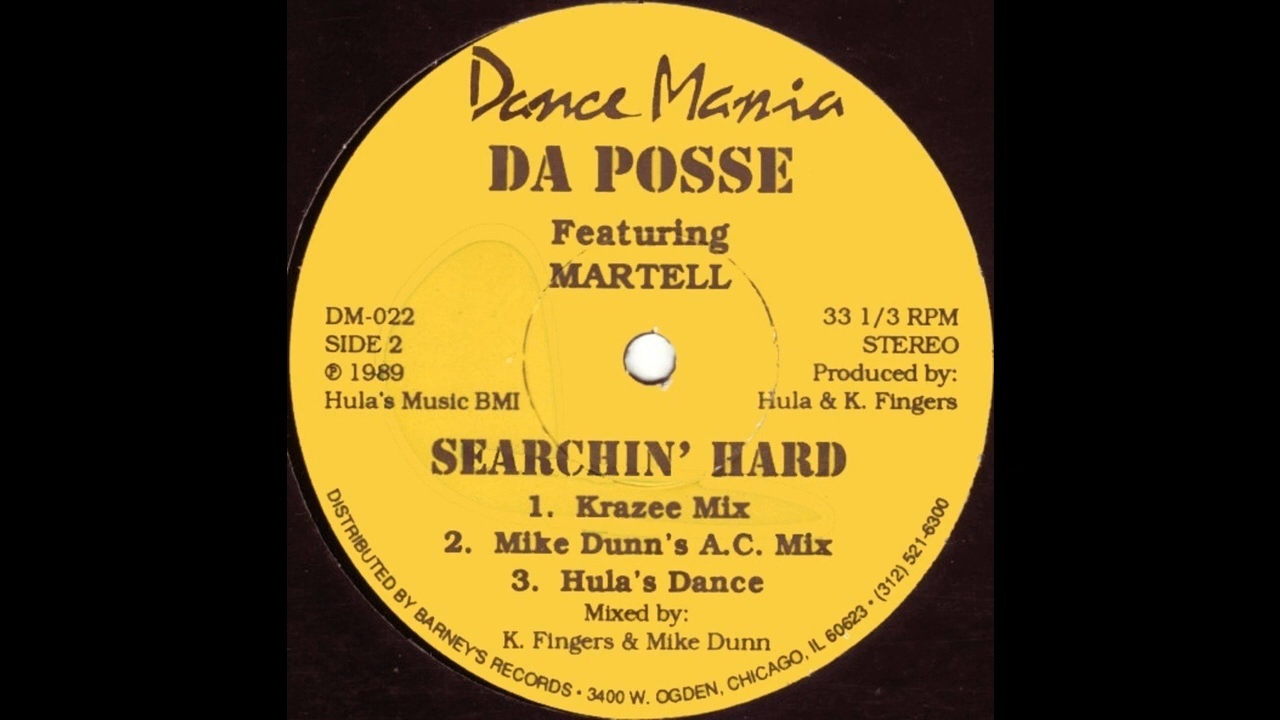 Dance Mania
DA POSSE
Featuring
MARTELL
DM-022
SIDE 2
℗ 1989
Hula's Music BMI
33 1/3 RPM
STEREO
Produced by:
Hula & K. Fingers
SEARCHIN' HARD
1. Krazee Mix
2. Mike Dunn's A.C. Mix
3. Hula's Dance
Mixed by:
K. Fingers & Mike Dunn
DISTRIBUTED BY BARNEY'S RECORDS • 3400 W. OGDEN, CHICAGO, IL 60623 • (312) 521-6300